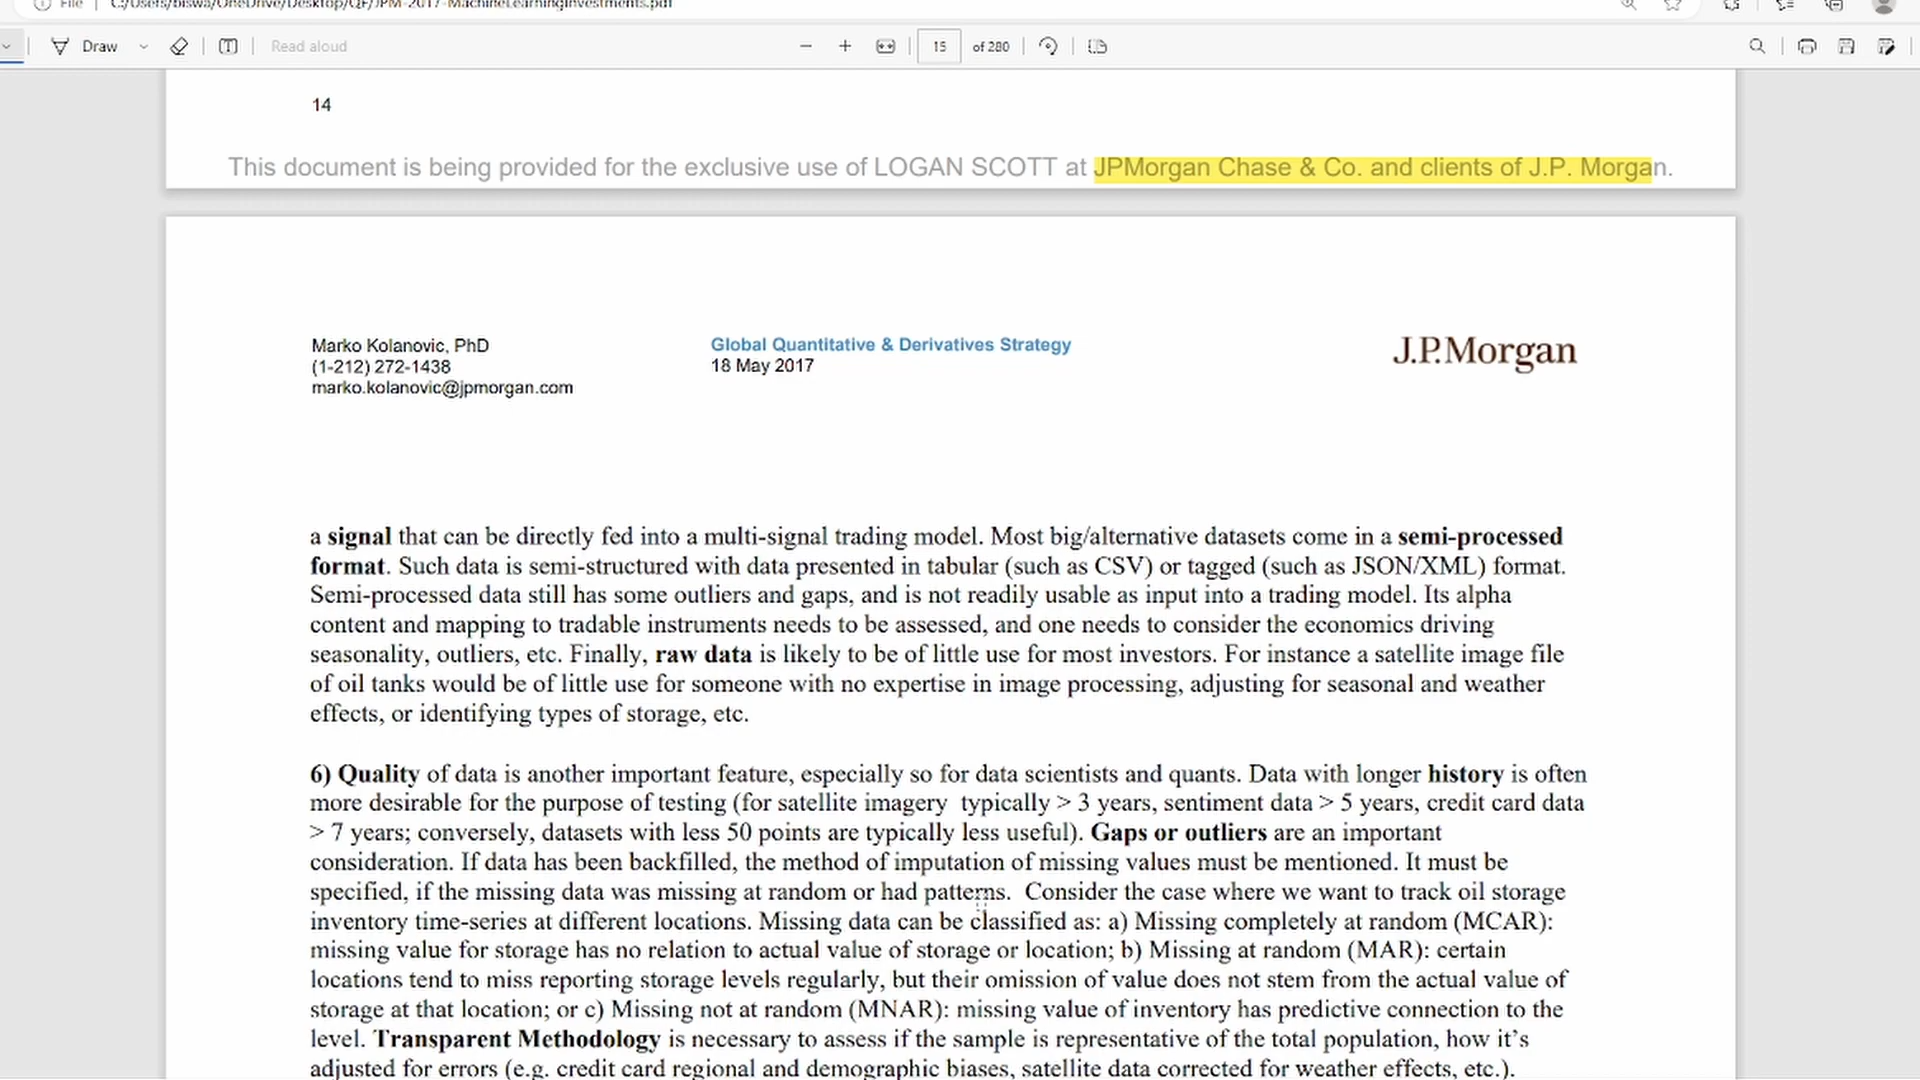 File C:/Users/biswa/OneDrive/Desktop/QF/JPM-2017-MachineLearningInvestments.pdf
Draw Read aloud 15 of 280
14
This document is being provided for the exclusive use of LOGAN SCOTT at JPMorgan Chase & Co. and clients of J.P. Morgan.
Marko Kolanovic, PhD
(1-212) 272-1438
marko.kolanovic@jpmorgan.com
Global Quantitative & Derivatives Strategy
18 May 2017
J.P.Morgan
a signal that can be directly fed into a multi-signal trading model. Most big/alternative datasets come in a semi-processed
format. Such data is semi-structured with data presented in tabular (such as CSV) or tagged (such as JSON/XML) format.
Semi-processed data still has some outliers and gaps, and is not readily usable as input into a trading model. Its alpha
content and mapping to tradable instruments needs to be assessed, and one needs to consider the economics driving
seasonality, outliers, etc. Finally, raw data is likely to be of little use for most investors. For instance a satellite image file
of oil tanks would be of little use for someone with no expertise in image processing, adjusting for seasonal and weather
effects, or identifying types of storage, etc.
6) Quality of data is another important feature, especially so for data scientists and quants. Data with longer history is often
more desirable for the purpose of testing (for satellite imagery typically > 3 years, sentiment data > 5 years, credit card data
> 7 years; conversely, datasets with less 50 points are typically less useful). Gaps or outliers are an important
consideration. If data has been backfilled, the method of imputation of missing values must be mentioned. It must be
specified, if the missing data was missing at random or had patterns. Consider the case where we want to track oil storage
inventory time-series at different locations. Missing data can be classified as: a) Missing completely at random (MCAR):
missing value for storage has no relation to actual value of storage or location; b) Missing at random (MAR): certain
locations tend to miss reporting storage levels regularly, but their omission of value does not stem from the actual value of
storage at that location; or c) Missing not at random (MNAR): missing value of inventory has predictive connection to the
level. Transparent Methodology is necessary to assess if the sample is representative of the total population, how it's
adjusted for errors (e.g. credit card regional and demographic biases, satellite data corrected for weather effects, etc.).